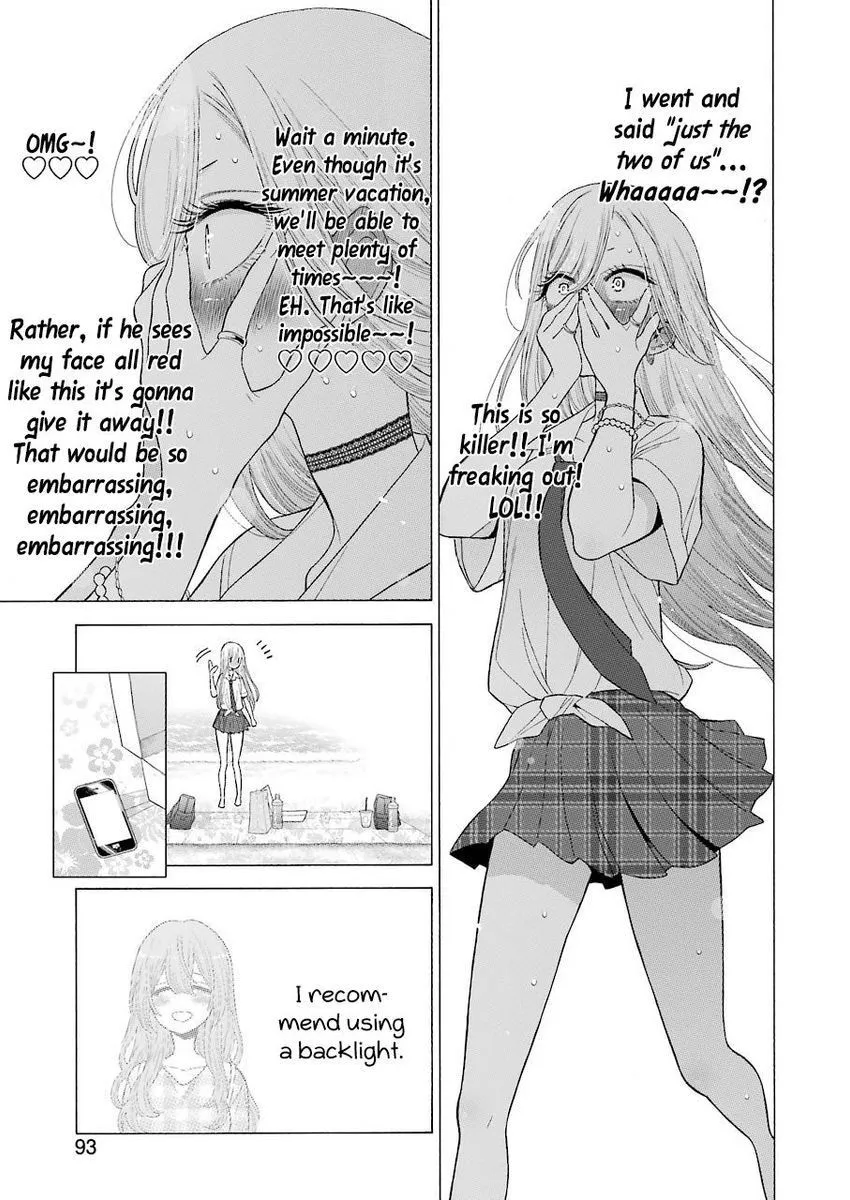 I went and
said "just the
two of us"...
Whaaaaa~~!?
This is so
killer!! I'm
freaking out!
LOL!!
Wait a minute.
Even though it's
summer vacation,
we'll be able to
meet plenty of
times~~~!
EH. That's like
impossible~~!
♡♡♡♡♡
OMG~!
♡♡♡
Rather, if he sees
my face all red
like this it's gonna
give it away!!
That would be so
embarrassing,
embarrassing,
embarrassing!!!
I recom-
mend using
a backlight.
93